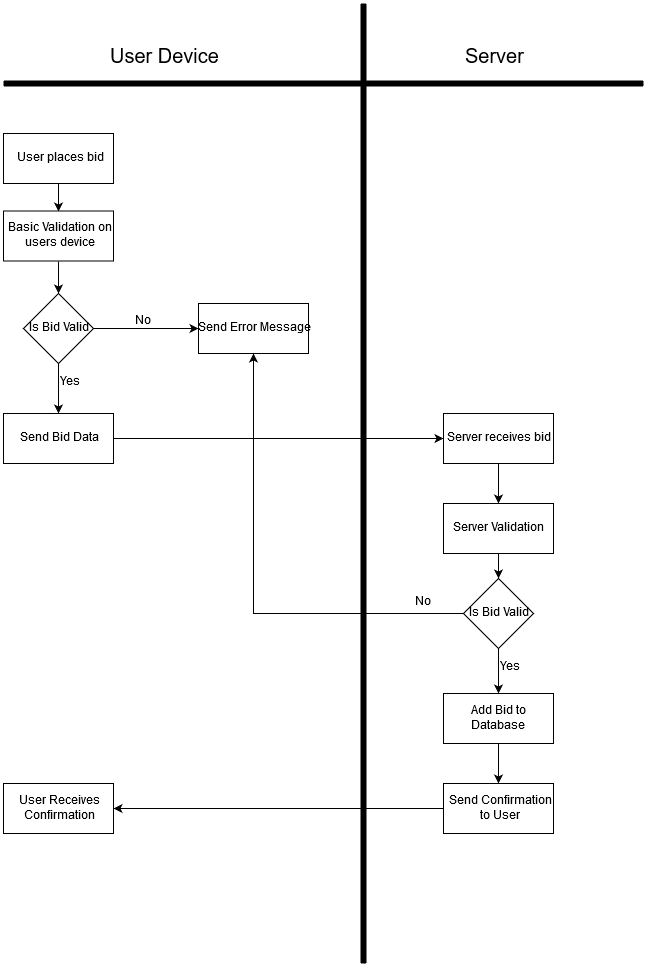 User Device
Server
User places bid
Basic Validation on
users device
Is Bid Valid
No
Send Error Message
Yes
Send Bid Data
Server receives bid
Server Validation
No
Is Bid Valid
Yes
Add Bid to
Database
User Receives
Confirmation
Send Confirmation
to User